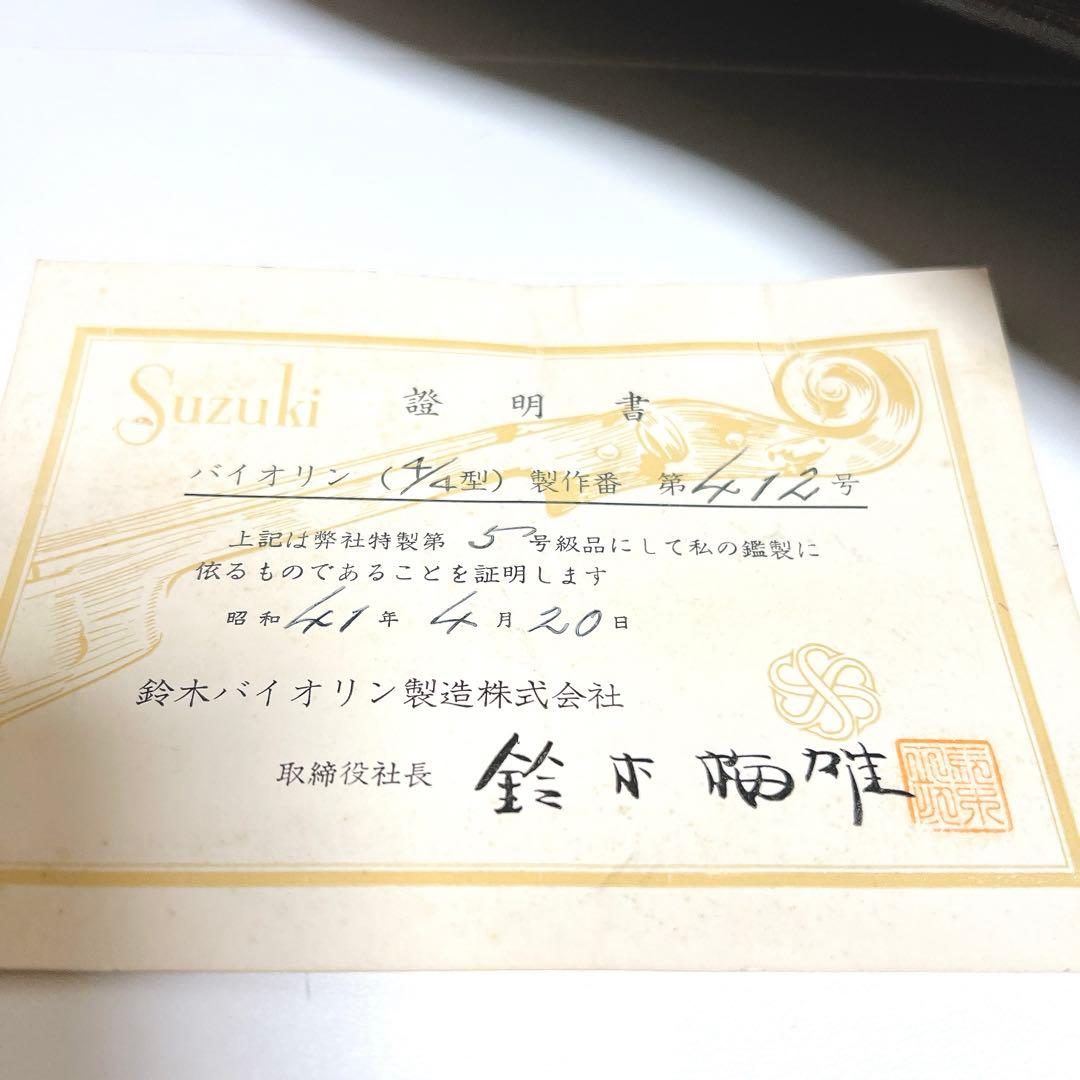 Suzuki 證明書
バイオリン(4/4型)製作番 第412号
上記は弊社特製第 5 号級品にして私の鑑製に
依るものであることを証明します
昭和41年 4月20日
鈴木バイオリン製造株式会社
取締役社長 鈴木梅雄